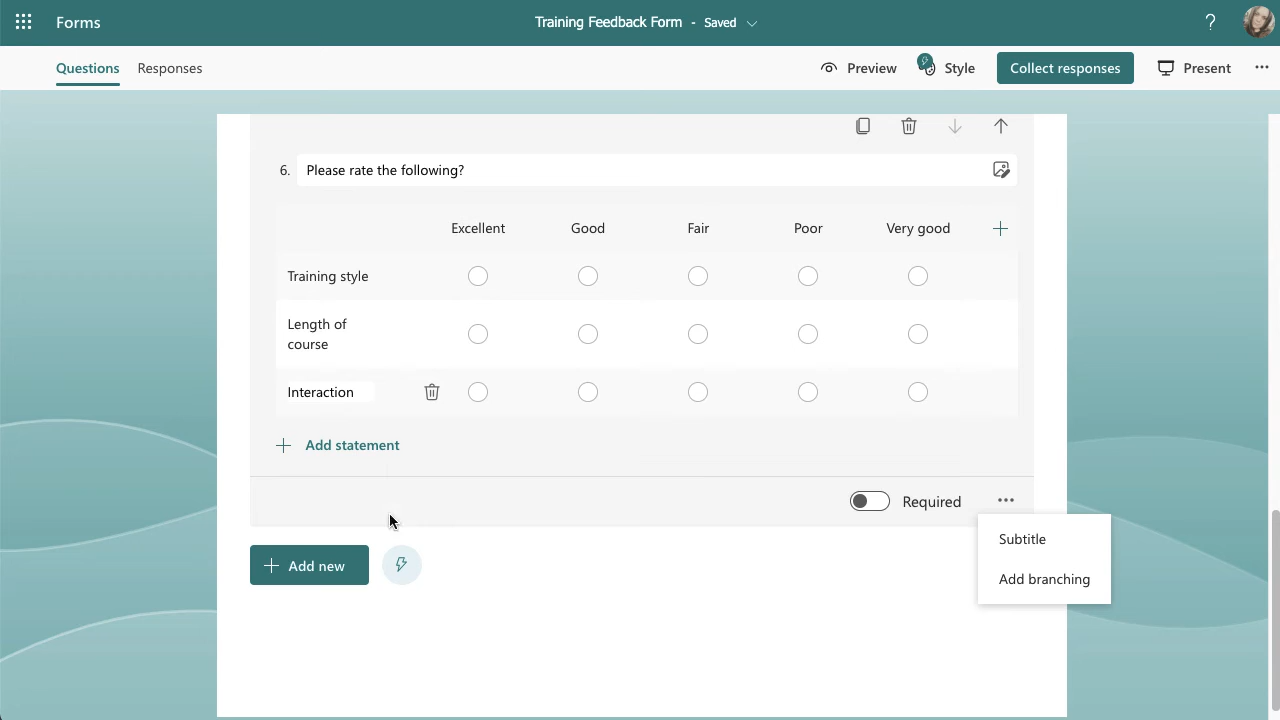 Forms
Training Feedback Form - Saved
?
Questions
Responses
Preview
Style
Collect responses
Present
6.
Please rate the following?
Excellent
Good
Fair
Poor
Very good
Training style
Length of
course
Interaction
Add statement
Required
Subtitle
Add branching
Add new